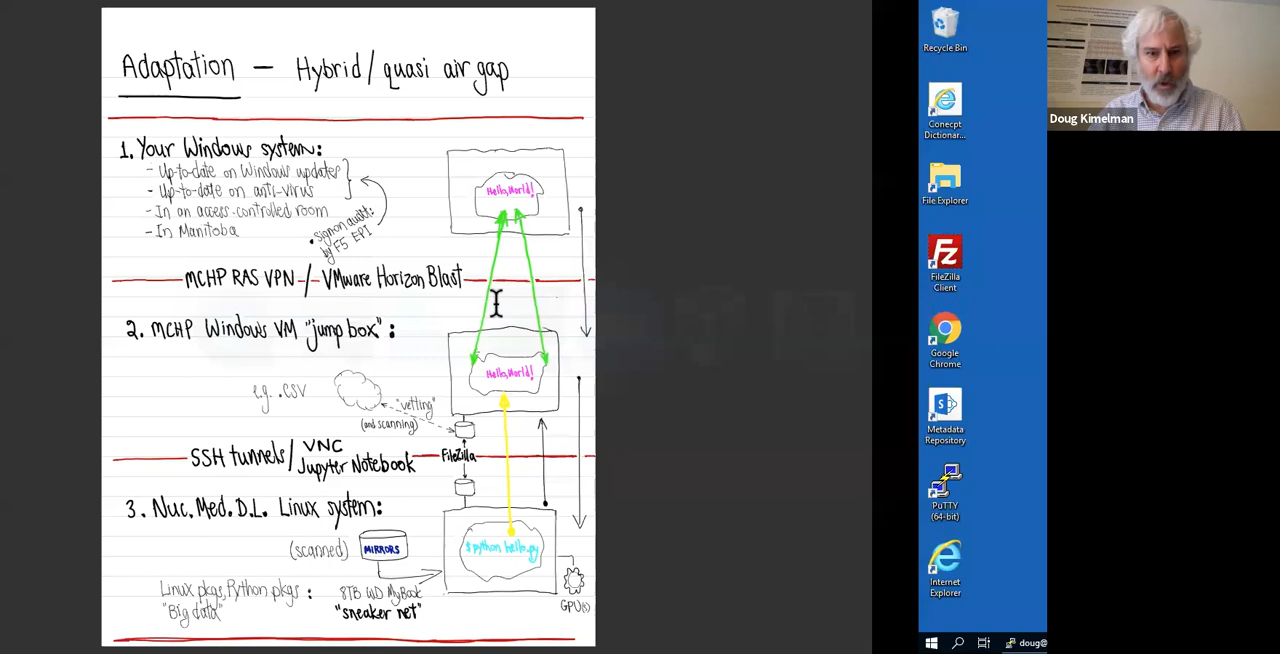 Adaptation — Hybrid/quasi air gap
1. Your Windows system:
- Up-to-date on Windows updates
- Up-to-date on anti-virus
- In an access-controlled room
- In Manitoba
• signon audit:
by F5 EPI
Hello, World!
MCHP RAS VPN / VMware Horizon Blast
2. MCHP Windows VM "jump box":
Hello, World!
e.g. .CSV
"vetting"
(and scanning)
SSH tunnels/ VNC
Jupyter Notebook
FileZilla
3. Nuc. Med. D.L. Linux system:
(scanned)
MIRRORS
$python hello.py
Linux pkgs, Python pkgs :
"Big data"
8TB WD MyBook
"sneaker net"
GPU(s)
Recycle Bin
Conecpt
Dictionar...
File Explorer
FileZilla
Client
Google
Chrome
Metadata
Repository
PuTTY
(64-bit)
Internet
Explorer
doug@
Doug Kimelman